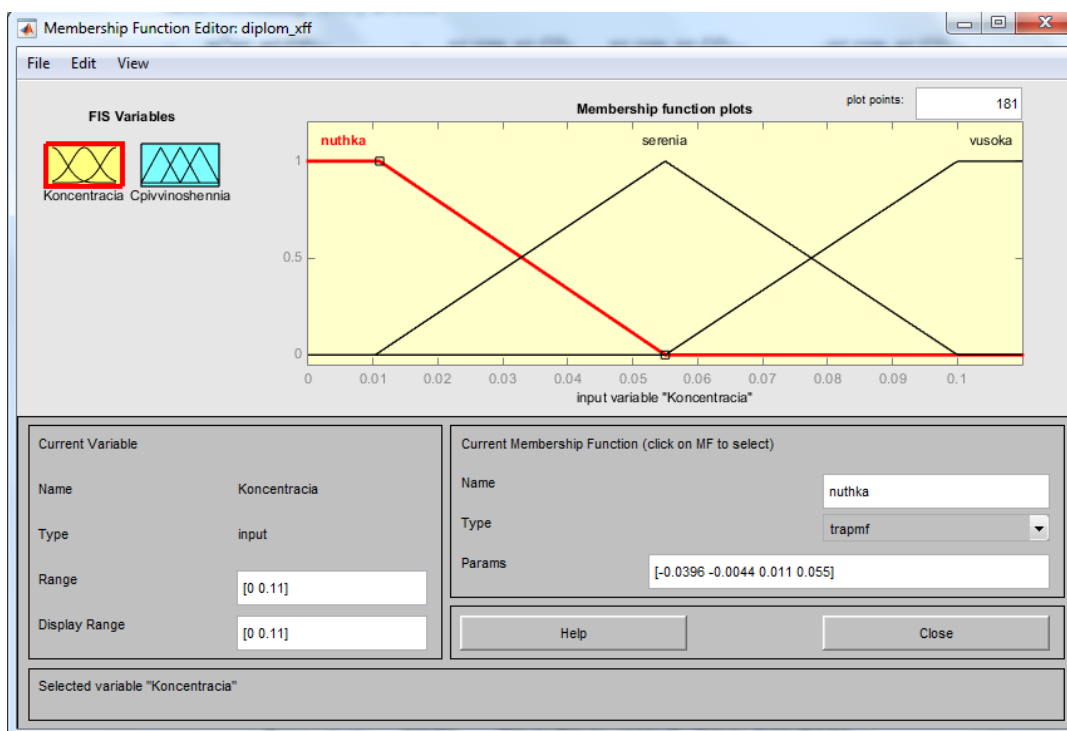 Membership Function Editor: diplom_xff
File Edit View
FIS Variables
Koncentracia Cpivvinoshennia
Membership function plots
plot points: 181
nuthka serenia vusoka
1
0.5
0
0 0.01 0.02 0.03 0.04 0.05 0.06 0.07 0.08 0.09 0.1
input variable "Koncentracia"
Current Variable
Name Koncentracia
Type input
Range [0 0.11]
Display Range [0 0.11]
Current Membership Function (click on MF to select)
Name nuthka
Type trapmf
Params [-0.0396 -0.0044 0.011 0.055]
Help Close
Selected variable "Koncentracia"